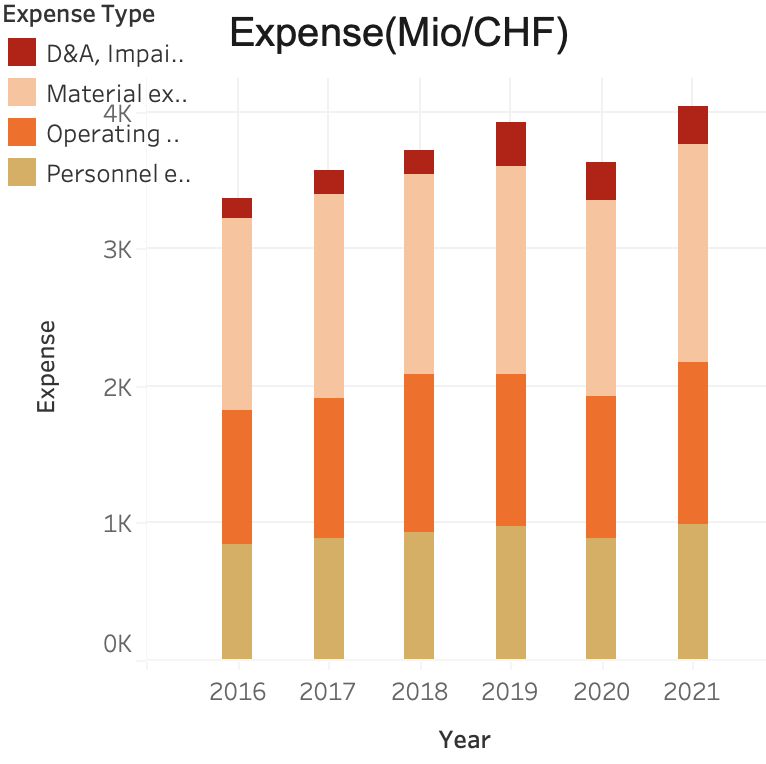 Expense Type
Expense(Mio/CHF)
D&A, Impai..
Material ex..
Operating ..
Personnel e..
4K
3K
2K
1K
0K
Expense
2016 2017 2018 2019 2020 2021
Year